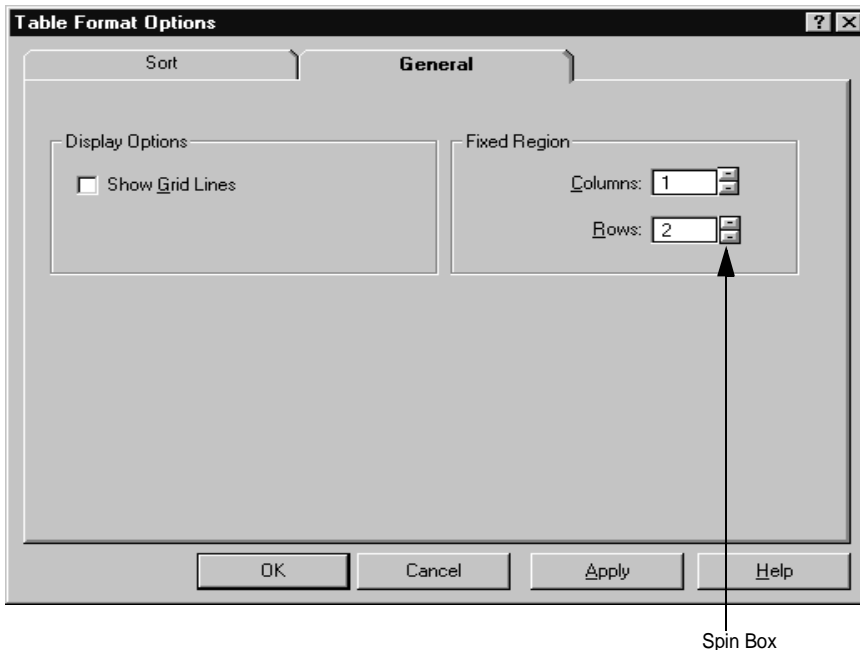 Table Format Options
Sort General
Display Options Fixed Region
Show Grid Lines Columns: 1
Rows: 2
OK Cancel Apply Help
Spin Box